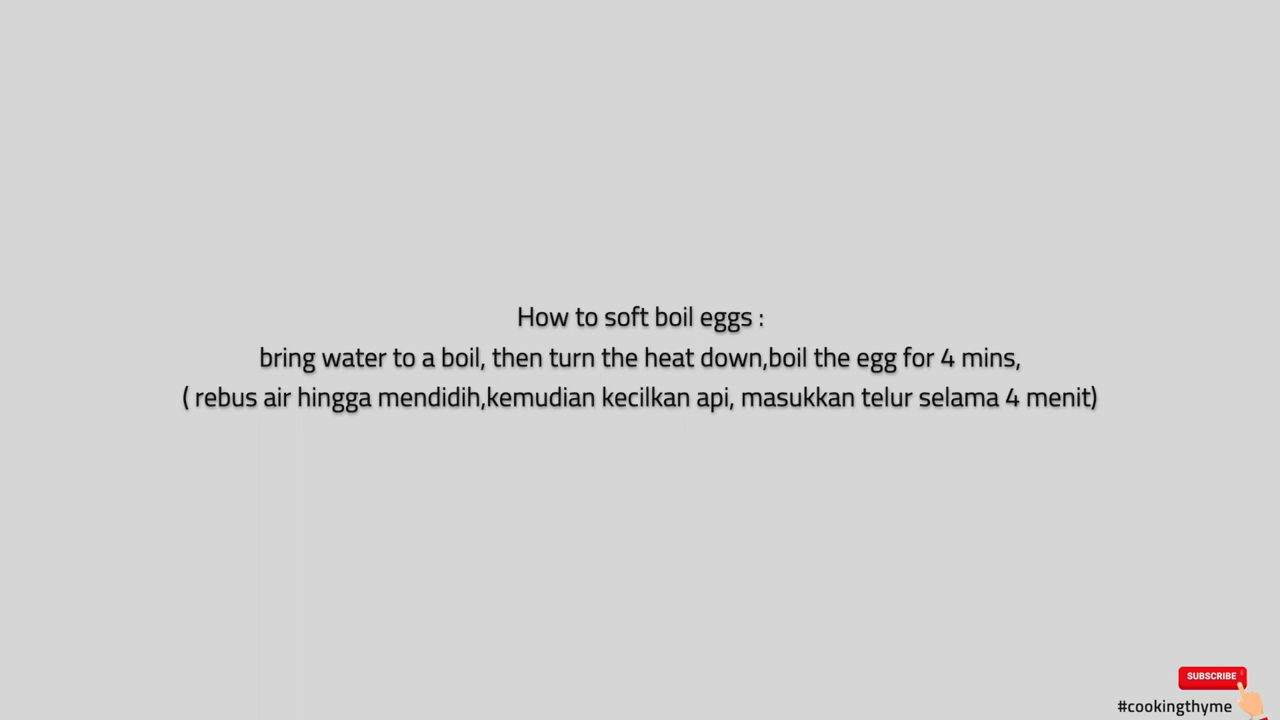 How to soft boil eggs :
bring water to a boil, then turn the heat down,boil the egg for 4 mins,
( rebus air hingga mendidih,kemudian kecilkan api, masukkan telur selama 4 menit)
SUBSCRIBE
#cookingthyme